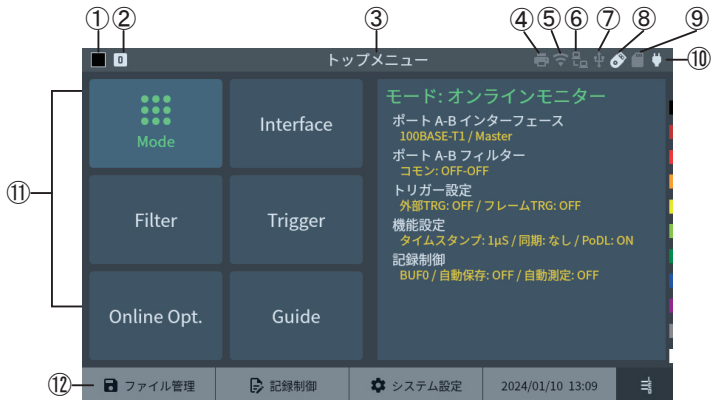 ① ② ③ ④ ⑤ ⑥ ⑦ ⑧ ⑨
0 トップメニュー ⑩
⑪
Mode
Interface
Filter
Trigger
Online Opt.
Guide
モード: オンラインモニター
ポート A-B インターフェース
100BASE-T1 / Master
ポート A-B フィルター
コモン: OFF-OFF
トリガー設定
外部TRG: OFF / フレームTRG: OFF
機能設定
タイムスタンプ: 1μS / 同期: なし / PoDL: ON
記録制御
BUF0 / 自動保存: OFF / 自動測定: OFF
⑫ ファイル管理 記録制御 システム設定 2024/01/10 13:09